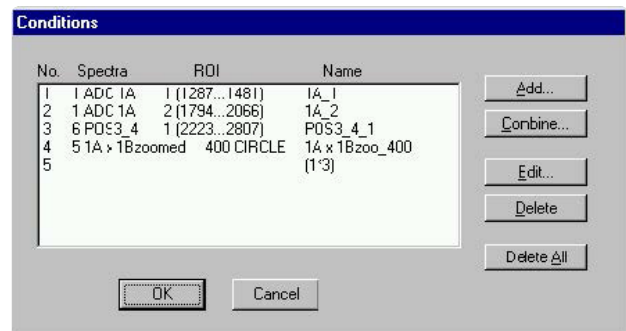 Conditions
No. Spectra ROI Name
1 1 ADC 1A 1 (1287...1481) 1A_1
2 1 ADC 1A 2 (1794...2066) 1A_2
3 6 POS3_4 1 (2223...2807) POS3_4_1
4 5 1A x 1Bzoomed 400 CIRCLE 1A x 1Bzoo_400
5 (1*3)
Add...
Combine...
Edit...
Delete
Delete All
OK Cancel